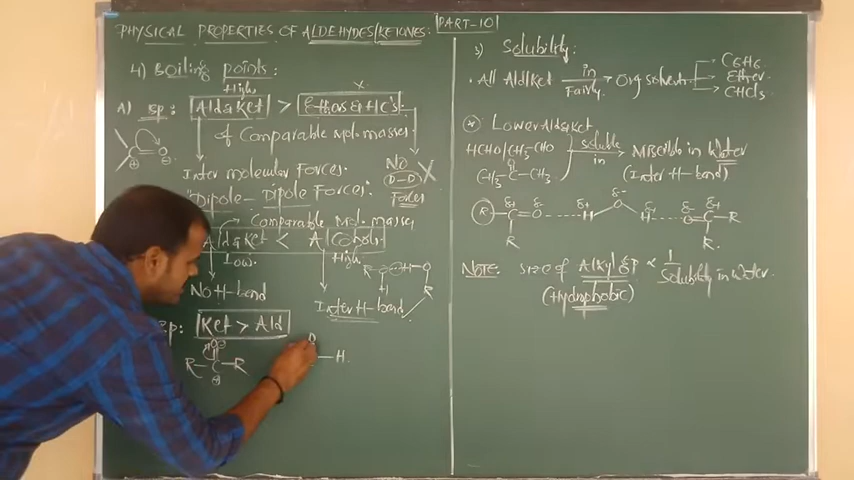 PHYSICAL PROPERTIES OF ALDEHYDES/KETONES:
PART-10
4) Boiling points:
High
A) BP: Ald & Ket > Ethers & HC's
of Comparable Mol. masses.
C=O
Inter molecular Forces.
"Dipole-Dipole Forces"
No
D-D
Forces
Comparable Mol. masses
Ald & Ket < Alcohols
Low
High
R-O H-O
H R
No H-bond
Inter H-bond
BP: Ket > Ald
O
R-C-R
-H
5) Solubility:
• All Ald/Ket in Fairly Org solvents
C6H6
Ether
CHCl3
Lower Ald & Ket
HCHO/CH3-CHO
soluble in
Miscible in Water
(Inter H-bond)
O
CH3-C-CH3
R-C=O ---- H O H ---- O=C-R
δ+ δ- δ+ δ- δ+ δ- δ+
R R
NOTE: size of Alkyl gp ∝ 1
Solubility in Water
(Hydrophobic)